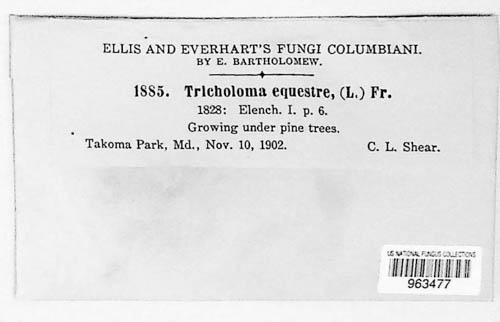 ELLIS AND EVERHART'S FUNGI COLUMBIANI.
BY E. BARTHOLOMEW.
1885. Tricholoma equestre, (L.) Fr.
1828: Elench. I. p. 6.
Growing under pine trees.
Takoma Park, Md., Nov. 10, 1902. C. L. Shear.
US NATIONAL FUNGUS COLLECTIONS
963477